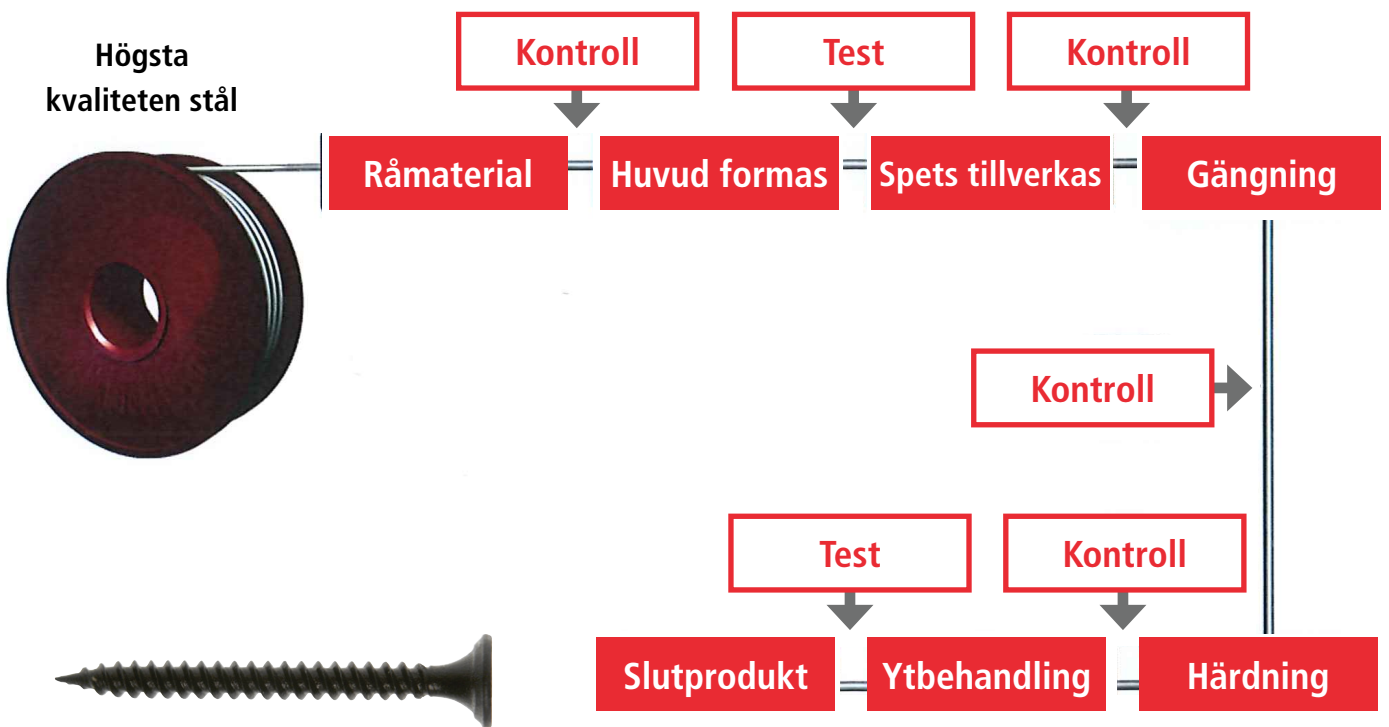 Högsta
kvaliteten stål
Kontroll
Test
Kontroll
Råmaterial
Huvud formas
Spets tillverkas
Gängning
Kontroll
Test
Kontroll
Slutprodukt
Ytbehandling
Härdning